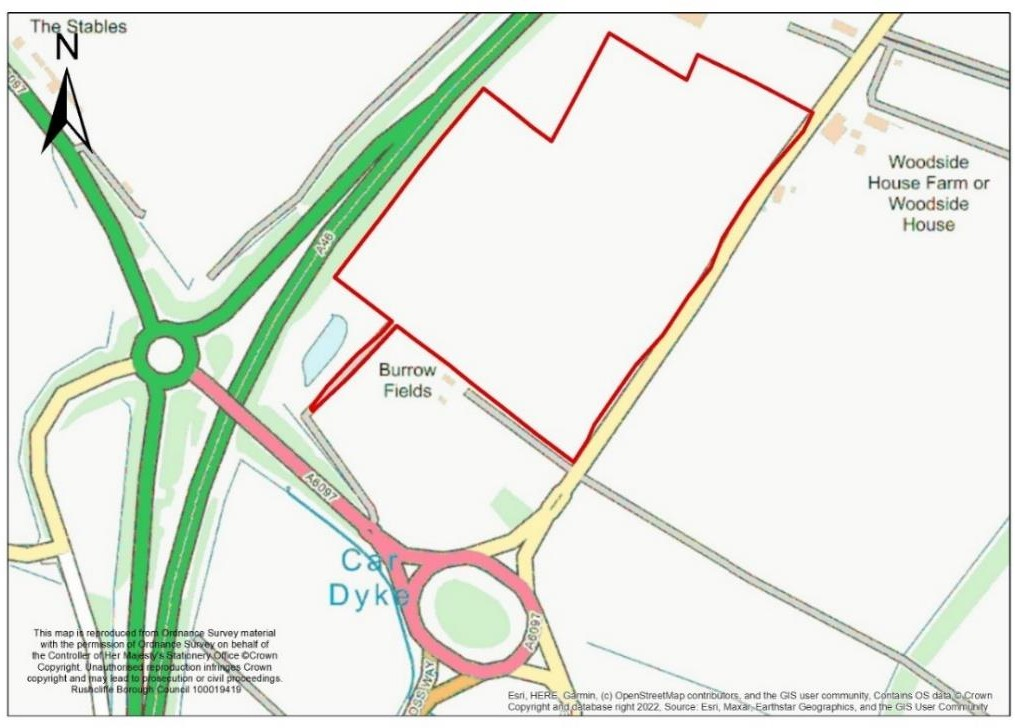 The Stables
N
6097
A46
Woodside
House Farm or
Woodside
House
Burrow
Fields
A6097
Car
Dyke
A6097
OSS WAY
This map is reproduced from Ordnance Survey material
with the permission of Ordnance Survey on behalf of
the Controller of Her Majesty's Stationery Office ©Crown
Copyright. Unauthorised reproduction infringes Crown
copyright and may lead to prosecution or civil proceedings.
Rushcliffe Borough Council 100019419
Esri, HERE, Garmin, (c) OpenStreetMap contributors, and the GIS user community, Contains OS data © Crown
Copyright and database right 2022, Source: Esri, Maxar, Earthstar Geographics, and the GIS User Community